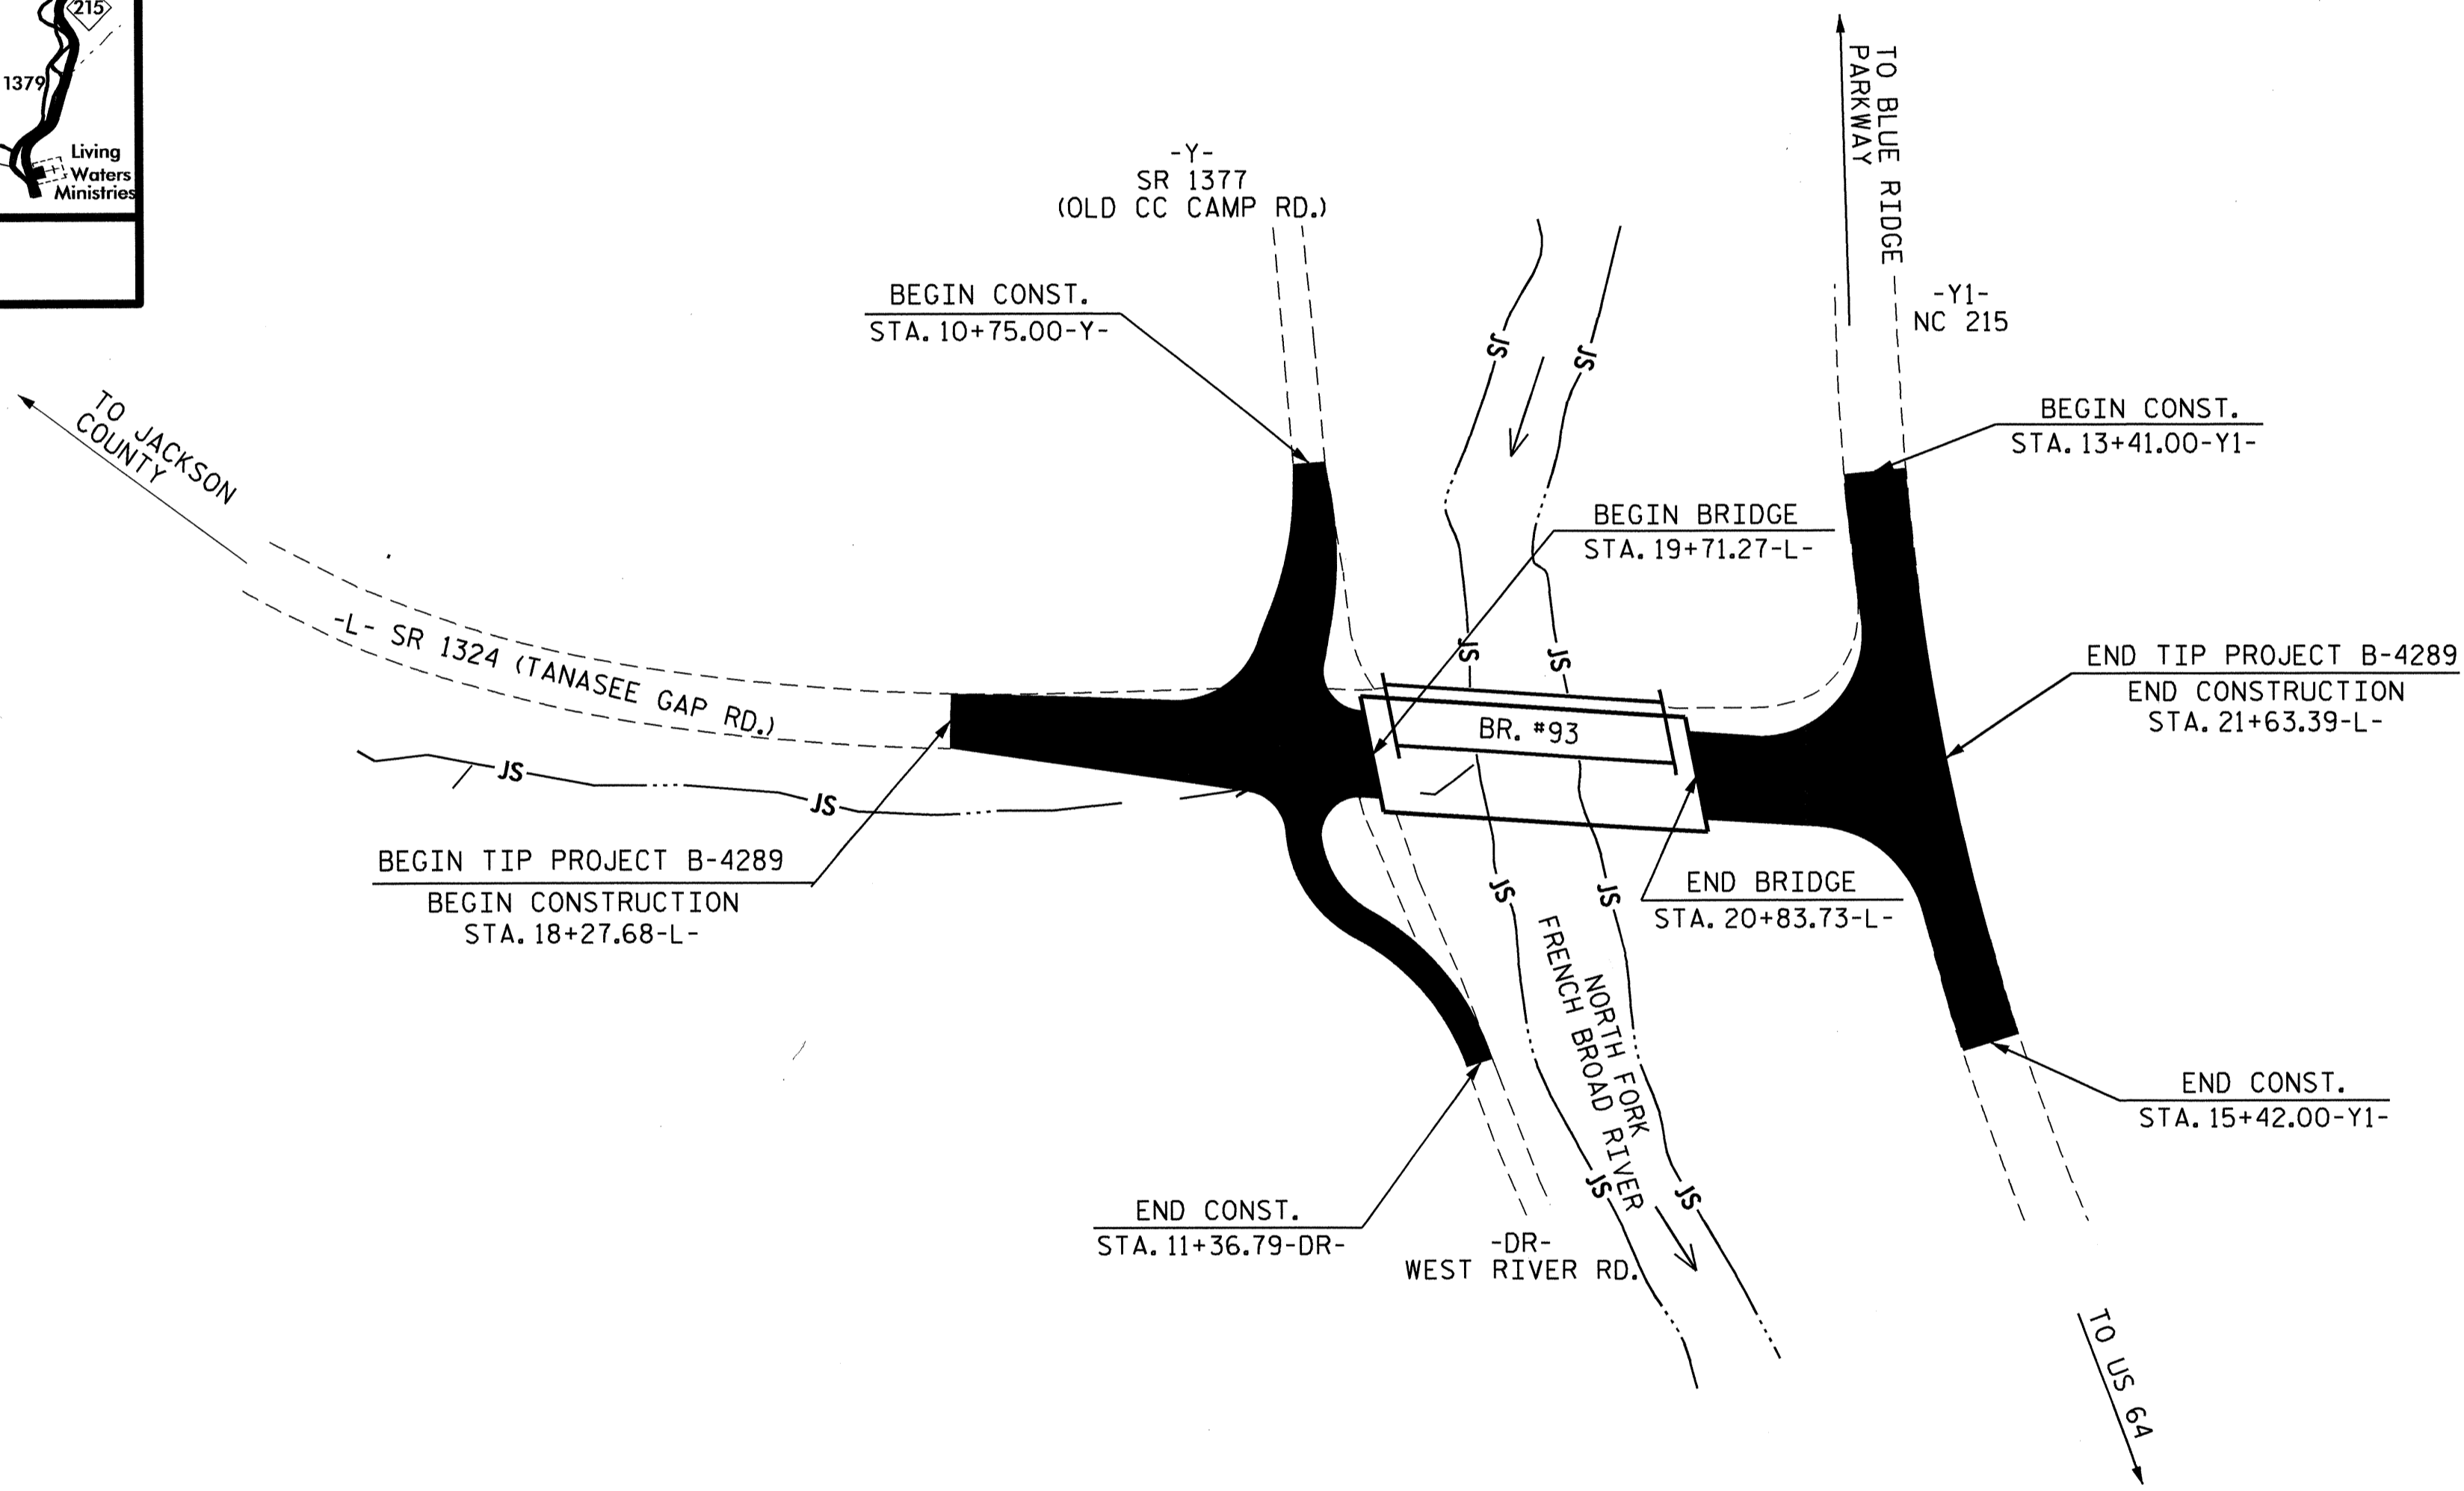 215
1379
Living
Waters
Ministries
TO BLUE RIDGE
PARKWAY
-Y-
SR 1377
(OLD CC CAMP RD.)
BEGIN CONST.
STA. 10+75.00-Y-
-Y1-
NC 215
JS
JS
TO JACKSON
COUNTY
BEGIN CONST.
STA. 13+41.00-Y1-
BEGIN BRIDGE
STA. 19+71.27-L-
-L- SR 1324 (TANASEE GAP RD.)
JS
JS
END TIP PROJECT B-4289
END CONSTRUCTION
STA. 21+63.39-L-
BR. #93
JS
JS
BEGIN TIP PROJECT B-4289
BEGIN CONSTRUCTION
STA. 18+27.68-L-
JS
JS
END BRIDGE
STA. 20+83.73-L-
NORTH FORK
FRENCH BROAD RIVER
END CONST.
STA. 15+42.00-Y1-
JS
JS
END CONST.
STA. 11+36.79-DR-
-DR-
WEST RIVER RD.
TO US 64